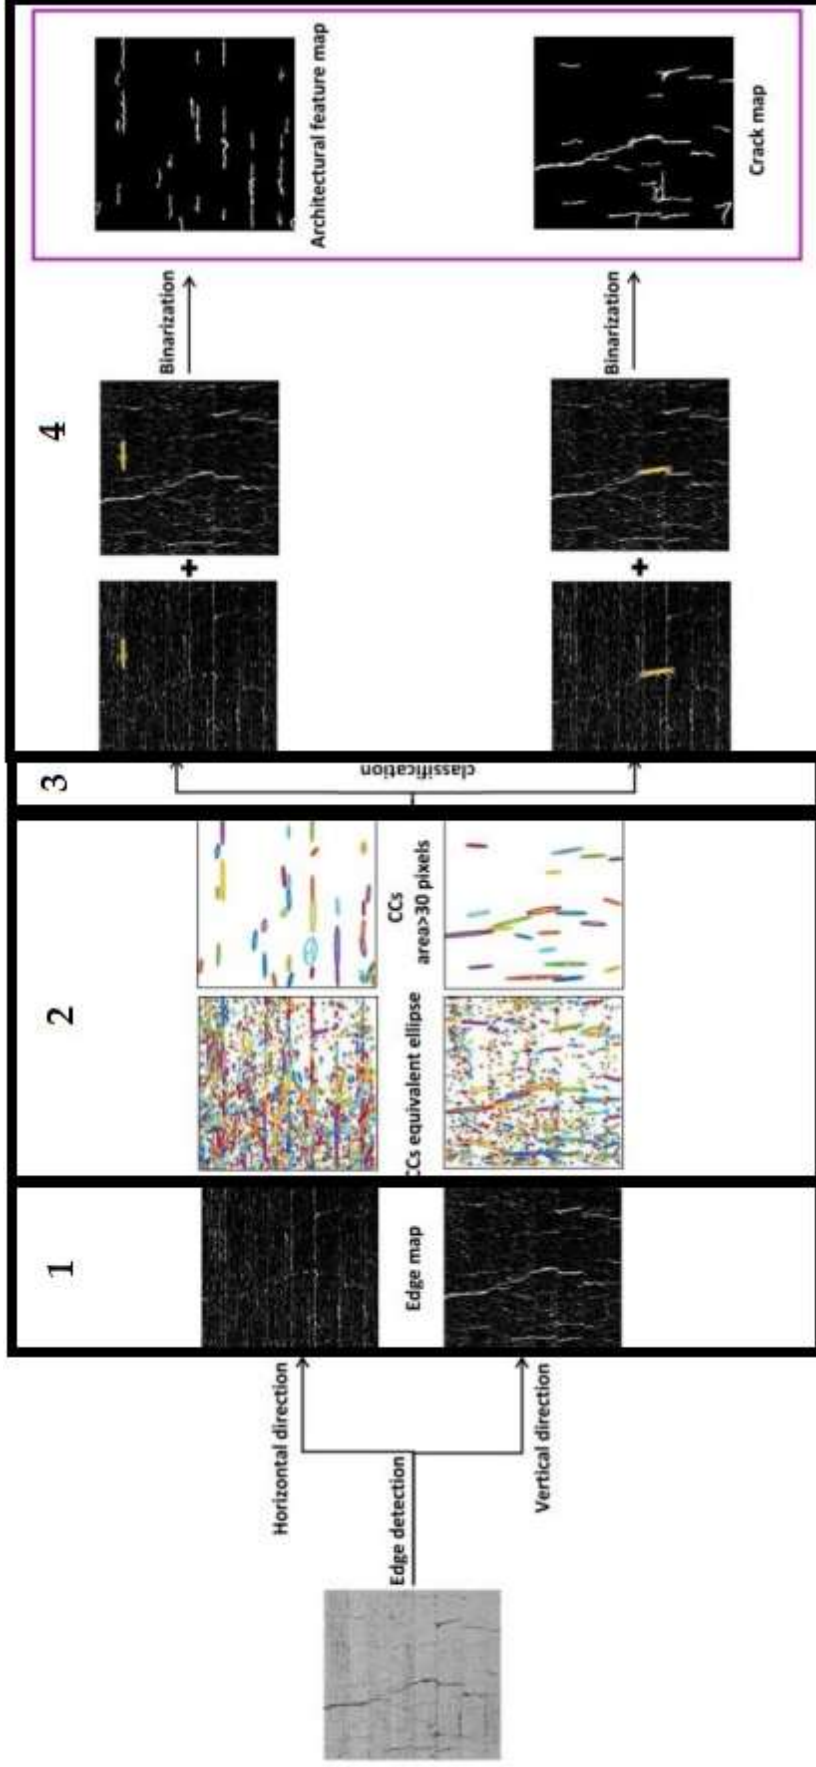 Edge detection
Horizontal direction
Vertical direction
1
Edge map
2
CCs equivalent ellipse
CCs
area>30 pixels
3
classification
4
Binarization
Binarization
Architectural feature map
Crack map